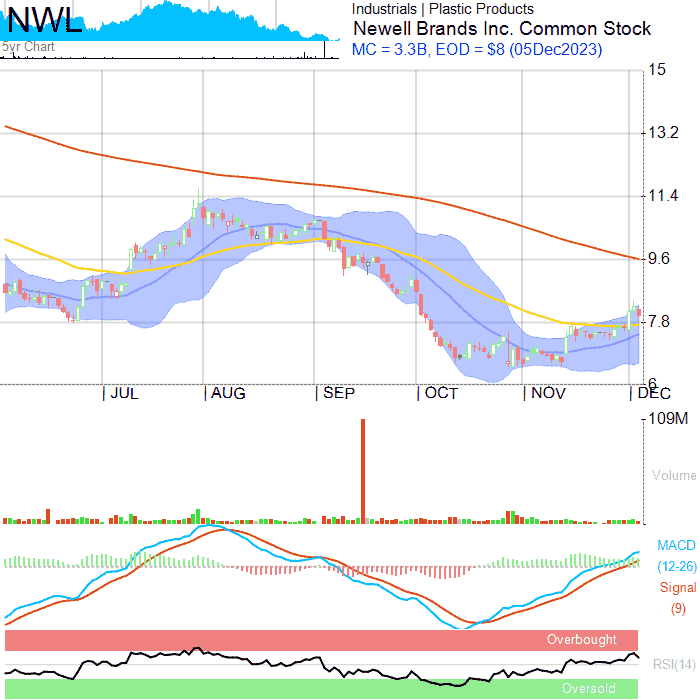 NWL
5yr Chart
Industrials | Plastic Products
Newell Brands Inc. Common Stock
MC = 3.3B, EOD = $8 (05Dec2023)
15
13.2
11.4
9.6
7.8
6
JUL AUG SEP OCT NOV DEC
109M
Volume
MACD
(12-26)
Signal
(9)
Overbought
RSI(14)
Oversold